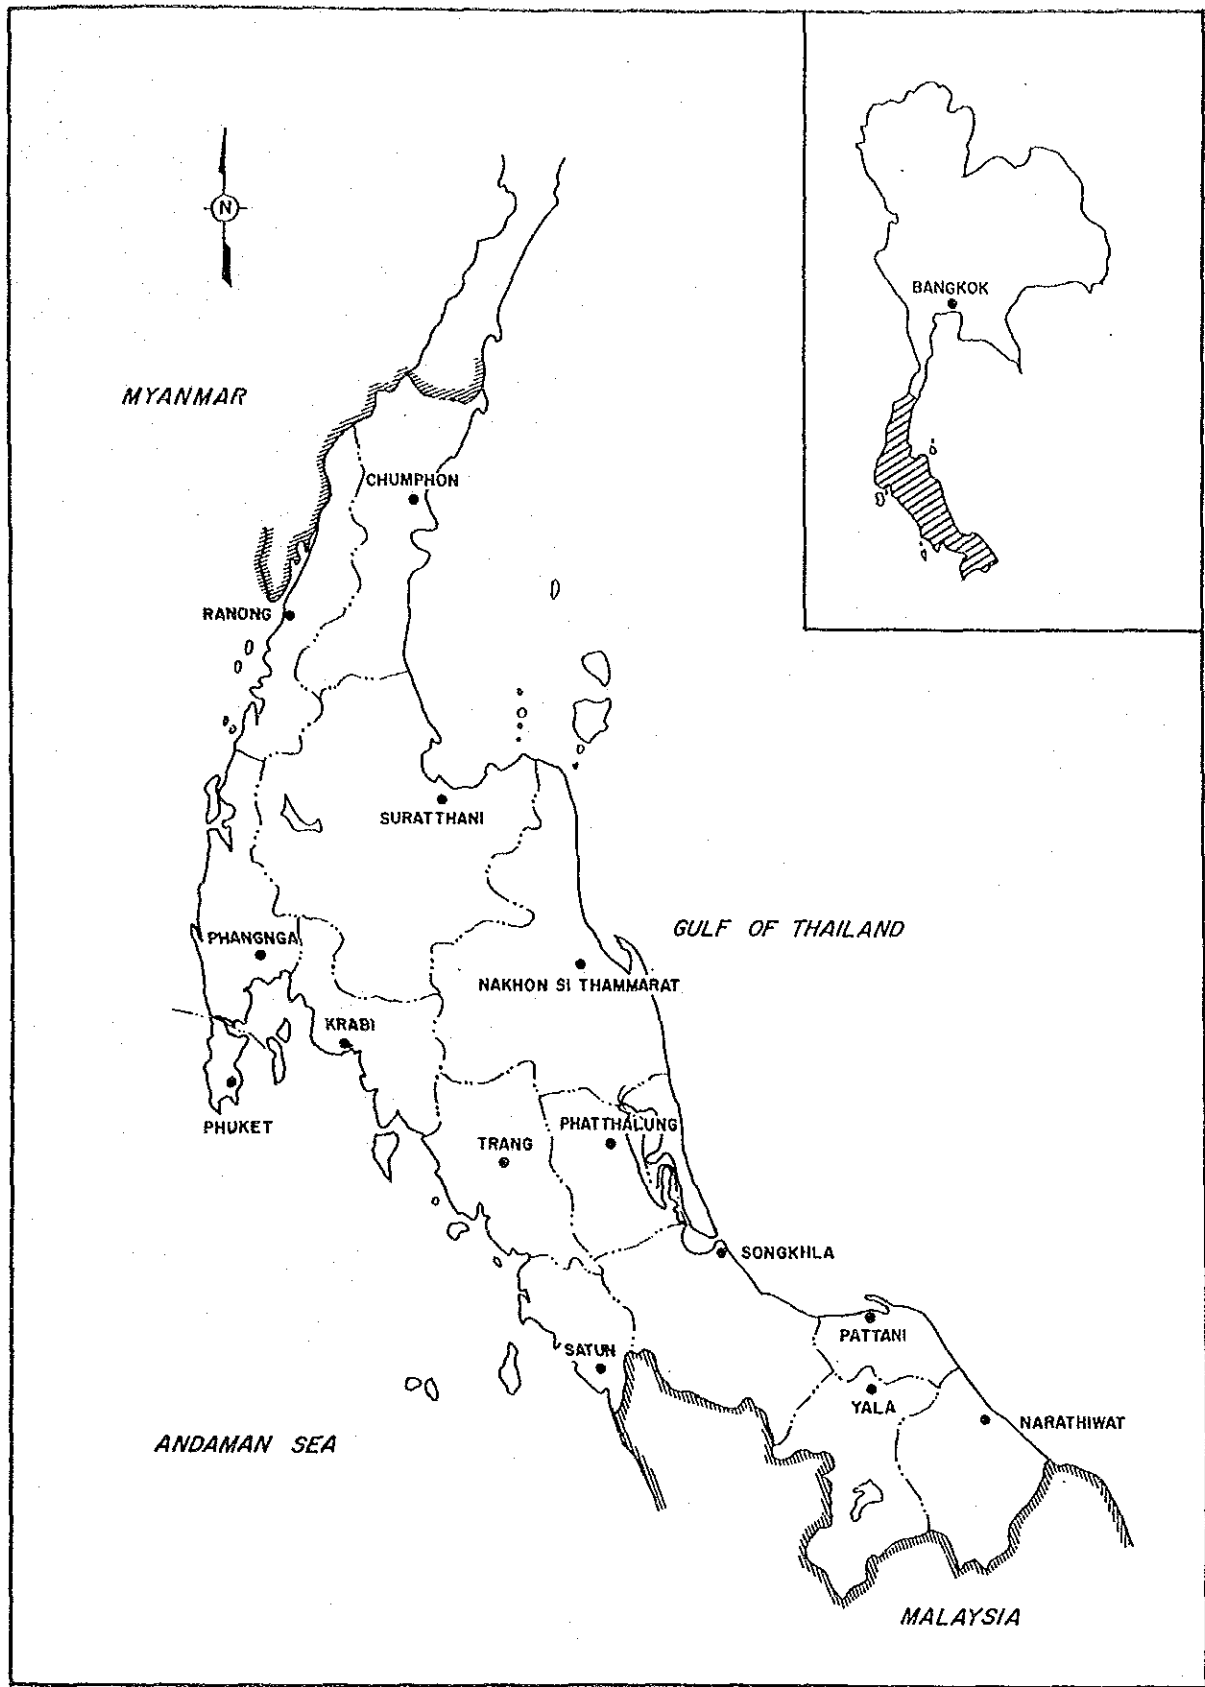 N
BANGKOK
MYANMAR
CHUMPHON
RANONG
SURATTHANI
GULF OF THAILAND
PHANGNGA
NAKHON SI THAMMARAT
KRABI
PHUKET
PHATTHALUNG
TRANG
SONGKHLA
PATTANI
SATUN
YALA
NARATHIWAT
ANDAMAN SEA
MALAYSIA